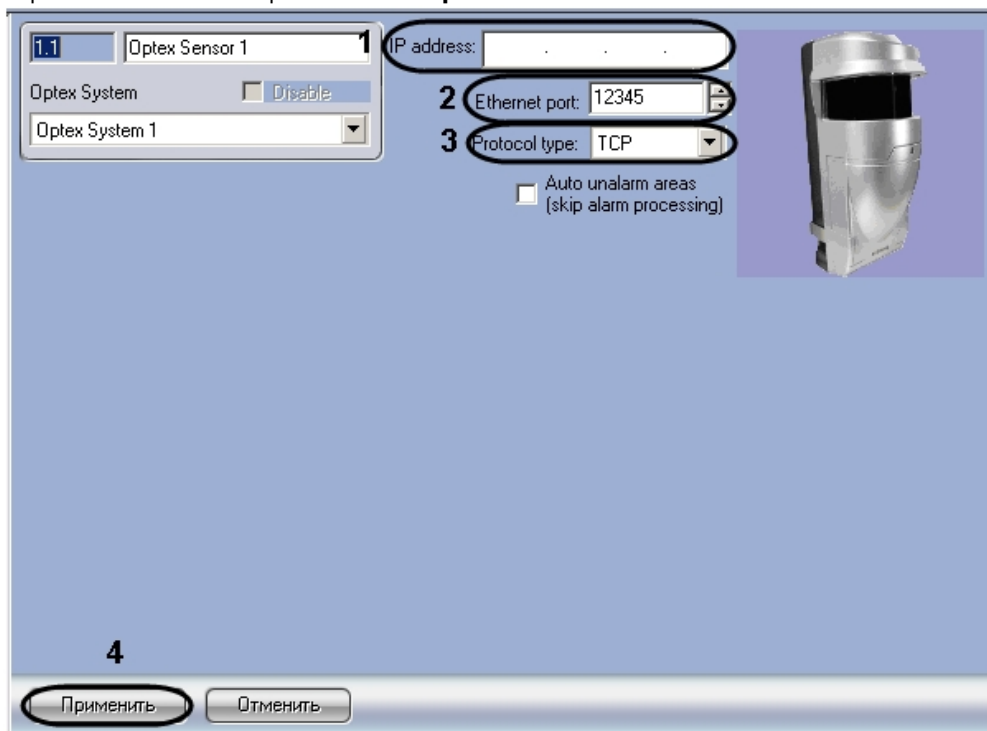 1.1 Optex Sensor 1
Optex System Disable
Optex System 1
1 IP address: . . .
2 Ethernet port: 12345
3 Protocol type: TCP
Auto unalarm areas
(skip alarm processing)
4
Применить Отменить